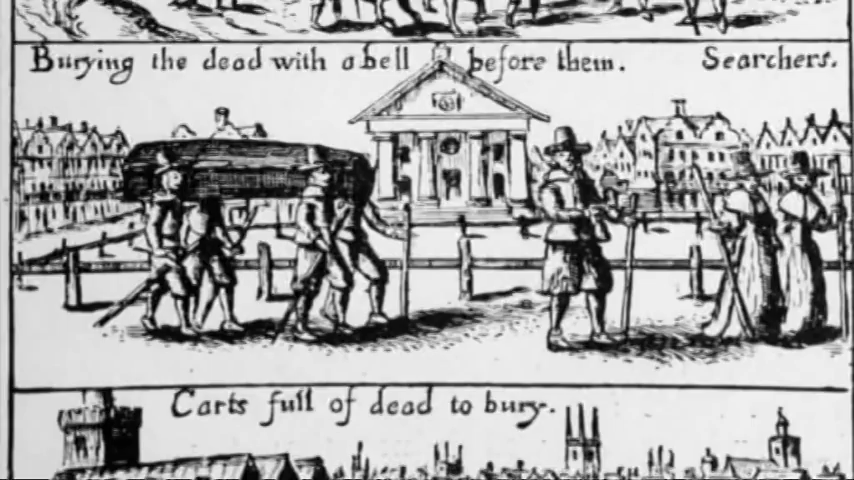 Burying the dead with a bell before them. Searchers.
Carts full of dead to bury.